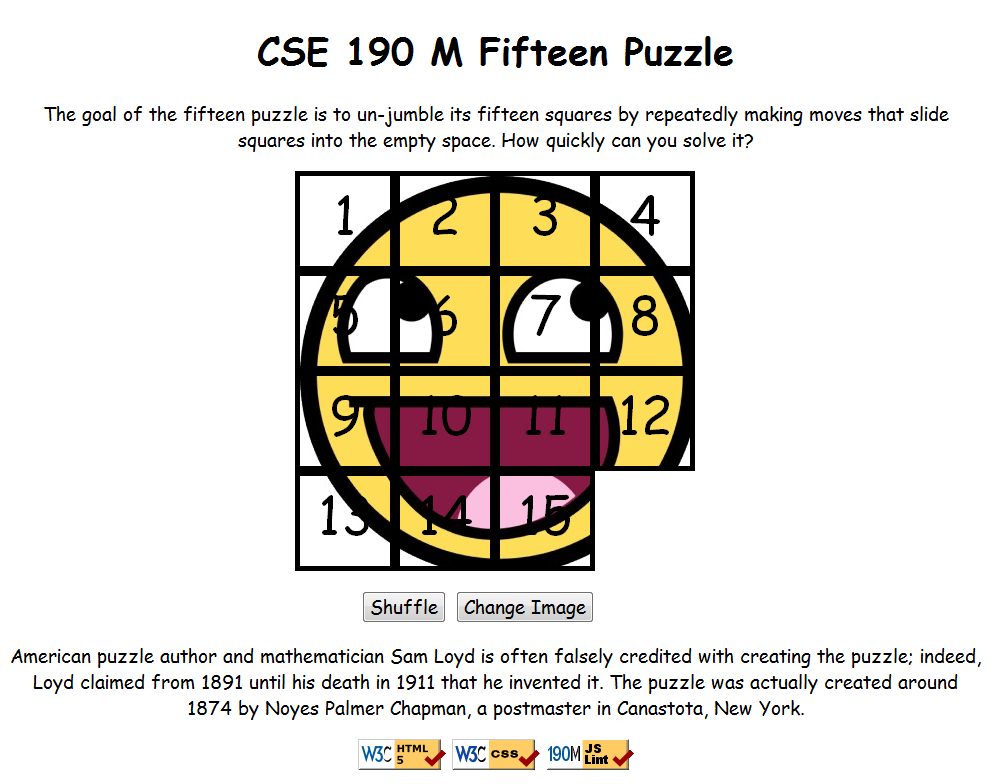 CSE 190 M Fifteen Puzzle
The goal of the fifteen puzzle is to un-jumble its fifteen squares by repeatedly making moves that slide
squares into the empty space. How quickly can you solve it?
1 2 3 4
5 6 7 8
9 10 11 12
13 14 15
Shuffle Change Image
American puzzle author and mathematician Sam Loyd is often falsely credited with creating the puzzle; indeed,
Loyd claimed from 1891 until his death in 1911 that he invented it. The puzzle was actually created around
1874 by Noyes Palmer Chapman, a postmaster in Canastota, New York.
W3C HTML 5 W3C css 190M JS Lint